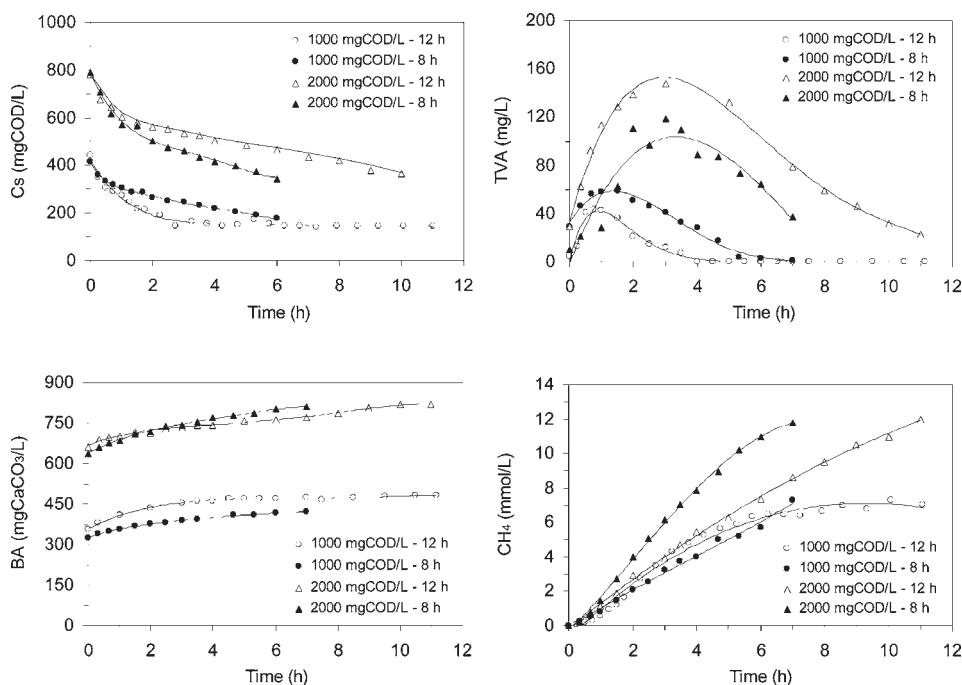 1000
800
600
400
200
0
Cs (mgCOD/L)
1000 mgCOD/L - 12 h
1000 mgCOD/L - 8 h
2000 mgCOD/L - 12 h
2000 mgCOD/L - 8 h
0 2 4 6 8 10 12
Time (h)
200
160
120
80
40
0
TVA (mg/L)
1000 mgCOD/L - 12 h
1000 mgCOD/L - 8 h
2000 mgCOD/L - 12 h
2000 mgCOD/L - 8 h
0 2 4 6 8 10 12
Time (h)
900
750
600
450
300
150
0
BA (mgCaCO3/L)
1000 mgCOD/L - 12 h
1000 mgCOD/L - 8 h
2000 mgCOD/L - 12 h
2000 mgCOD/L - 8 h
0 2 4 6 8 10 12
Time (h)
14
12
10
8
6
4
2
0
CH4 (mmol/L)
1000 mgCOD/L - 12 h
1000 mgCOD/L - 8 h
2000 mgCOD/L - 12 h
2000 mgCOD/L - 8 h
0 2 4 6 8 10 12
Time (h)